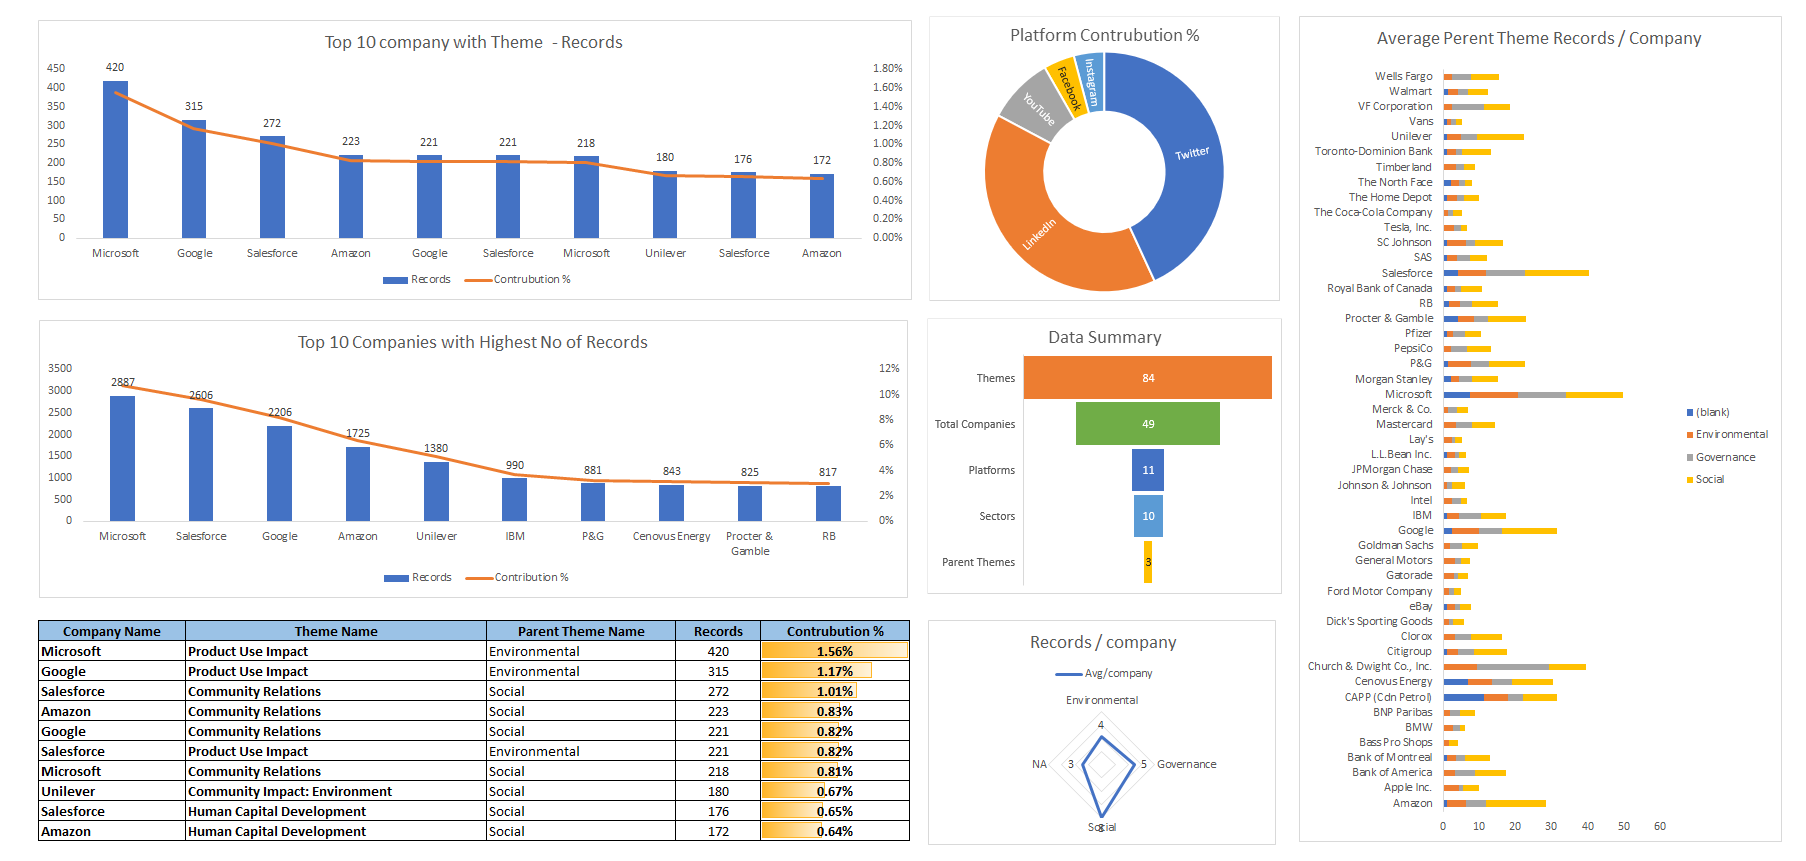 Top 10 company with Theme - Records
450
400
350
300
250
200
150
100
50
0
1.80%
1.60%
1.40%
1.20%
1.00%
0.80%
0.60%
0.40%
0.20%
0.00%
420
315
272
223
221
221
218
180
176
172
Microsoft
Google
Salesforce
Amazon
Google
Salesforce
Microsoft
Unilever
Salesforce
Amazon
Records
Contrubution %
Top 10 Companies with Highest No of Records
3500
3000
2500
2000
1500
1000
500
0
12%
10%
8%
6%
4%
2%
0%
2887
2606
2206
1725
1380
990
881
843
825
817
Microsoft
Salesforce
Google
Amazon
Unilever
IBM
P&G
Cenovus Energy
Procter &
Gamble
RB
Records
Contribution %
Company Name Theme Name Parent Theme Name Records Contrubution %
Microsoft Product Use Impact Environmental 420 1.56%
Google Product Use Impact Environmental 315 1.17%
Salesforce Community Relations Social 272 1.01%
Amazon Community Relations Social 223 0.83%
Google Community Relations Social 221 0.82%
Salesforce Product Use Impact Environmental 221 0.82%
Microsoft Community Relations Social 218 0.81%
Unilever Community Impact: Environment Social 180 0.67%
Salesforce Human Capital Development Social 176 0.65%
Amazon Human Capital Development Social 172 0.64%
Platform Contrubution %
Twitter
LinkedIn
YouTube
Facebook
Instagram
Data Summary
Themes 84
Total Companies 49
Platforms 11
Sectors 10
Parent Themes 3
Records / company
Avg/company
Environmental
4
NA
3
5
Governance
Social
8
Average Perent Theme Records / Company
Wells Fargo
Walmart
VF Corporation
Vans
Unilever
Toronto-Dominion Bank
Timberland
The North Face
The Home Depot
The Coca-Cola Company
Tesla, Inc.
SC Johnson
SAS
Salesforce
Royal Bank of Canada
RB
Procter & Gamble
Pfizer
PepsiCo
P&G
Morgan Stanley
Microsoft
Merck & Co.
Mastercard
Lay's
L.L.Bean Inc.
JPMorgan Chase
Johnson & Johnson
Intel
IBM
Google
Goldman Sachs
General Motors
Gatorade
Ford Motor Company
eBay
Dick's Sporting Goods
Clorox
Citigroup
Church & Dwight Co., Inc.
Cenovus Energy
CAPP (Cdn Petrol)
BNP Paribas
BMW
Bass Pro Shops
Bank of Montreal
Bank of America
Apple Inc.
Amazon
0 10 20 30 40 50 60
(blank)
Environmental
Governance
Social